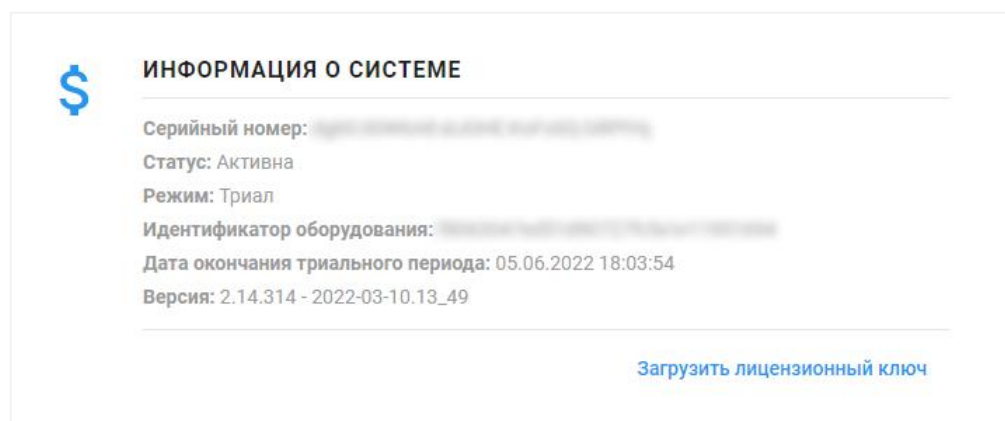 $
ИНФОРМАЦИЯ О СИСТЕМЕ
Серийный номер:
Статус: Активна
Режим: Триал
Идентификатор оборудования:
Дата окончания триального периода: 05.06.2022 18:03:54
Версия: 2.14.314 - 2022-03-10.13_49
Загрузить лицензионный ключ